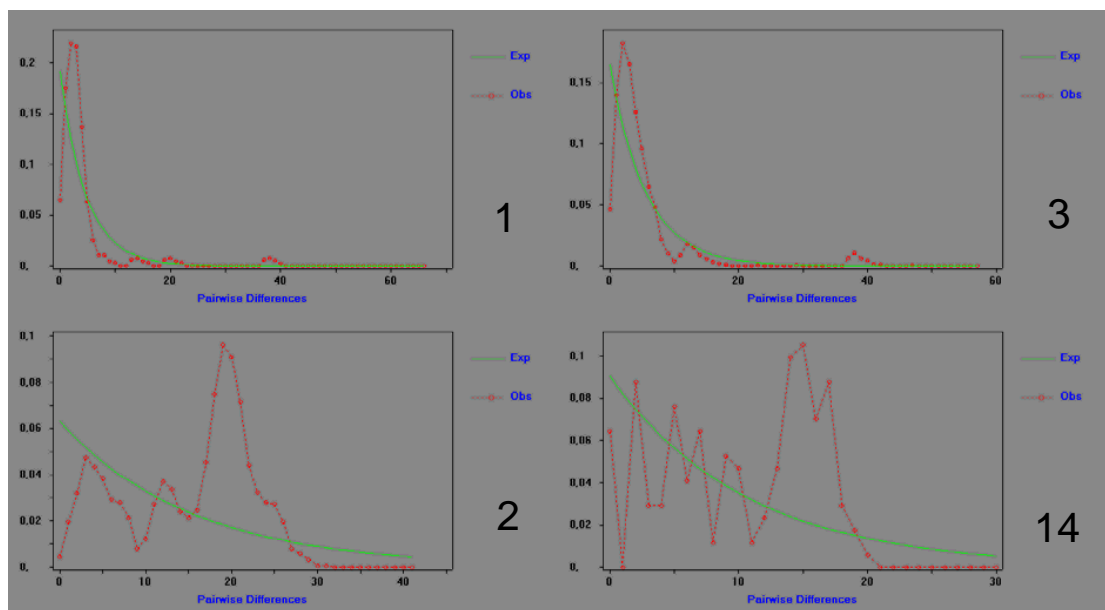 0,2
0,15
0,1
0,05
0,
0 20 40 60
Pairwise Differences
Exp
Obs
1
0,15
0,1
0,05
0,
0 20 40 60
Pairwise Differences
Exp
Obs
3
0,1
0,08
0,06
0,04
0,02
0,
0 10 20 30 40
Pairwise Differences
Exp
Obs
2
0,1
0,08
0,06
0,04
0,02
0,
0 10 20 30
Pairwise Differences
Exp
Obs
14